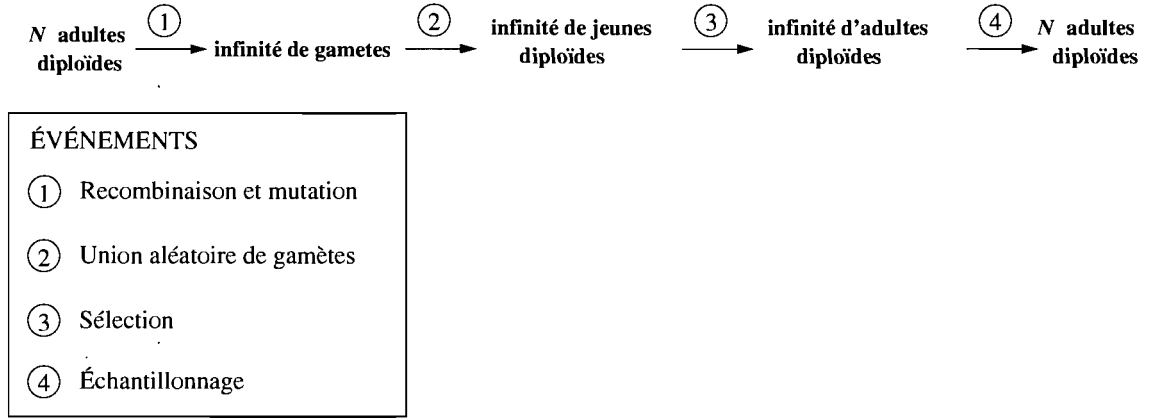 N adultes diploïdes ① infinité de gametes ② infinité de jeunes diploïdes ③ infinité d'adultes diploïdes ④ N adultes diploïdes
ÉVÉNEMENTS
① Recombinaison et mutation
② Union aléatoire de gamètes
③ Sélection
④ Échantillonnage